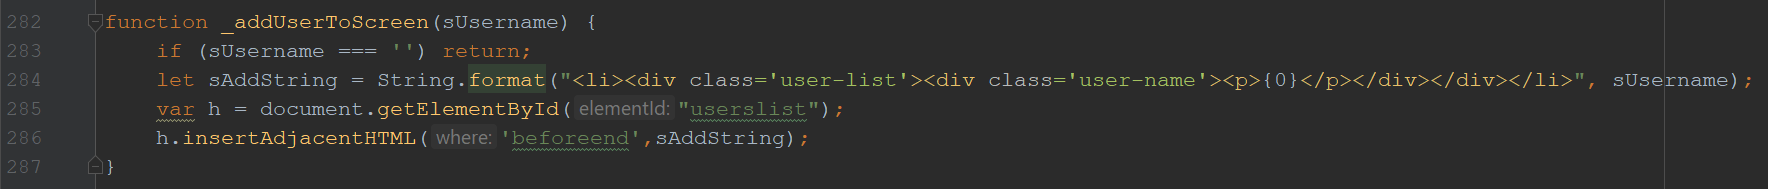 282 function _addUserToScreen(sUsername) {
283 if (sUsername === '') return;
284 let sAddString = String.format("<li><div class='user-list'><div class='user-name'><p>{0}</p></div></div></li>", sUsername);
285 var h = document.getElementById( elementId: "userslist");
286 h.insertAdjacentHTML( where: 'beforeend',sAddString);
287 }